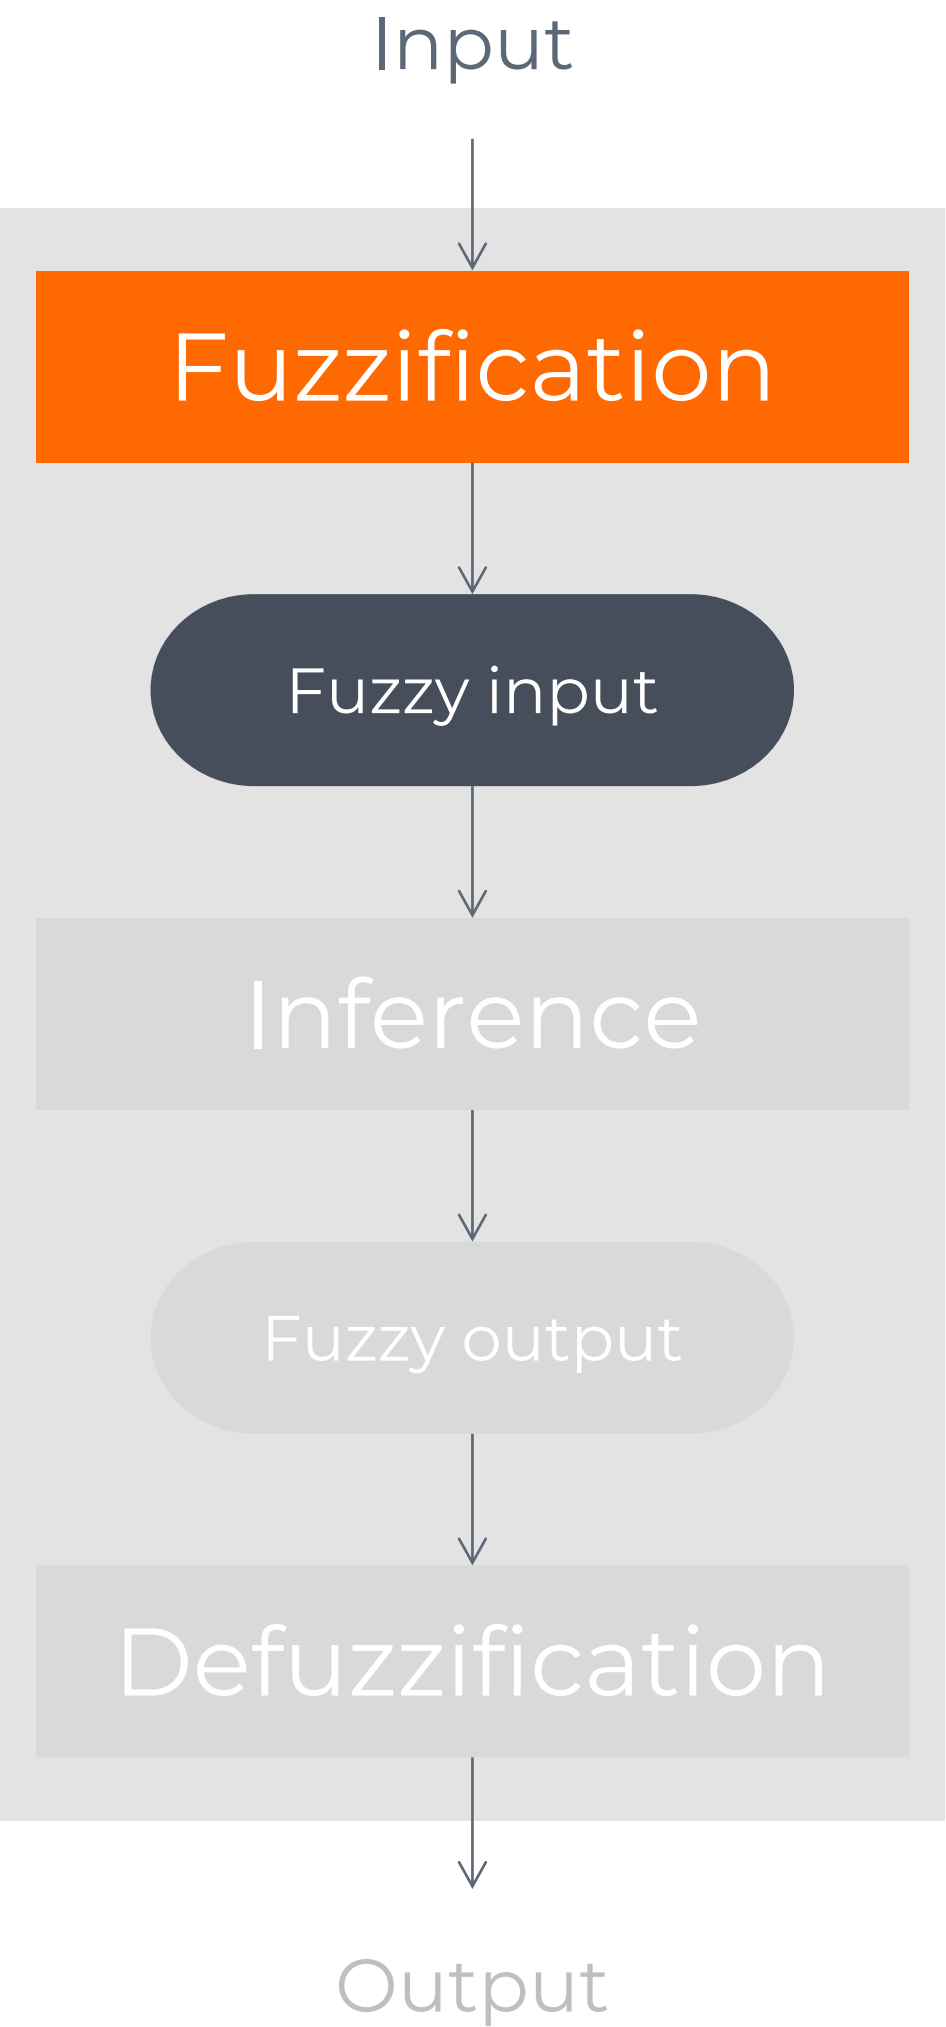 Input
Fuzzification
Fuzzy input
Inference
Fuzzy output
Defuzzification
Output